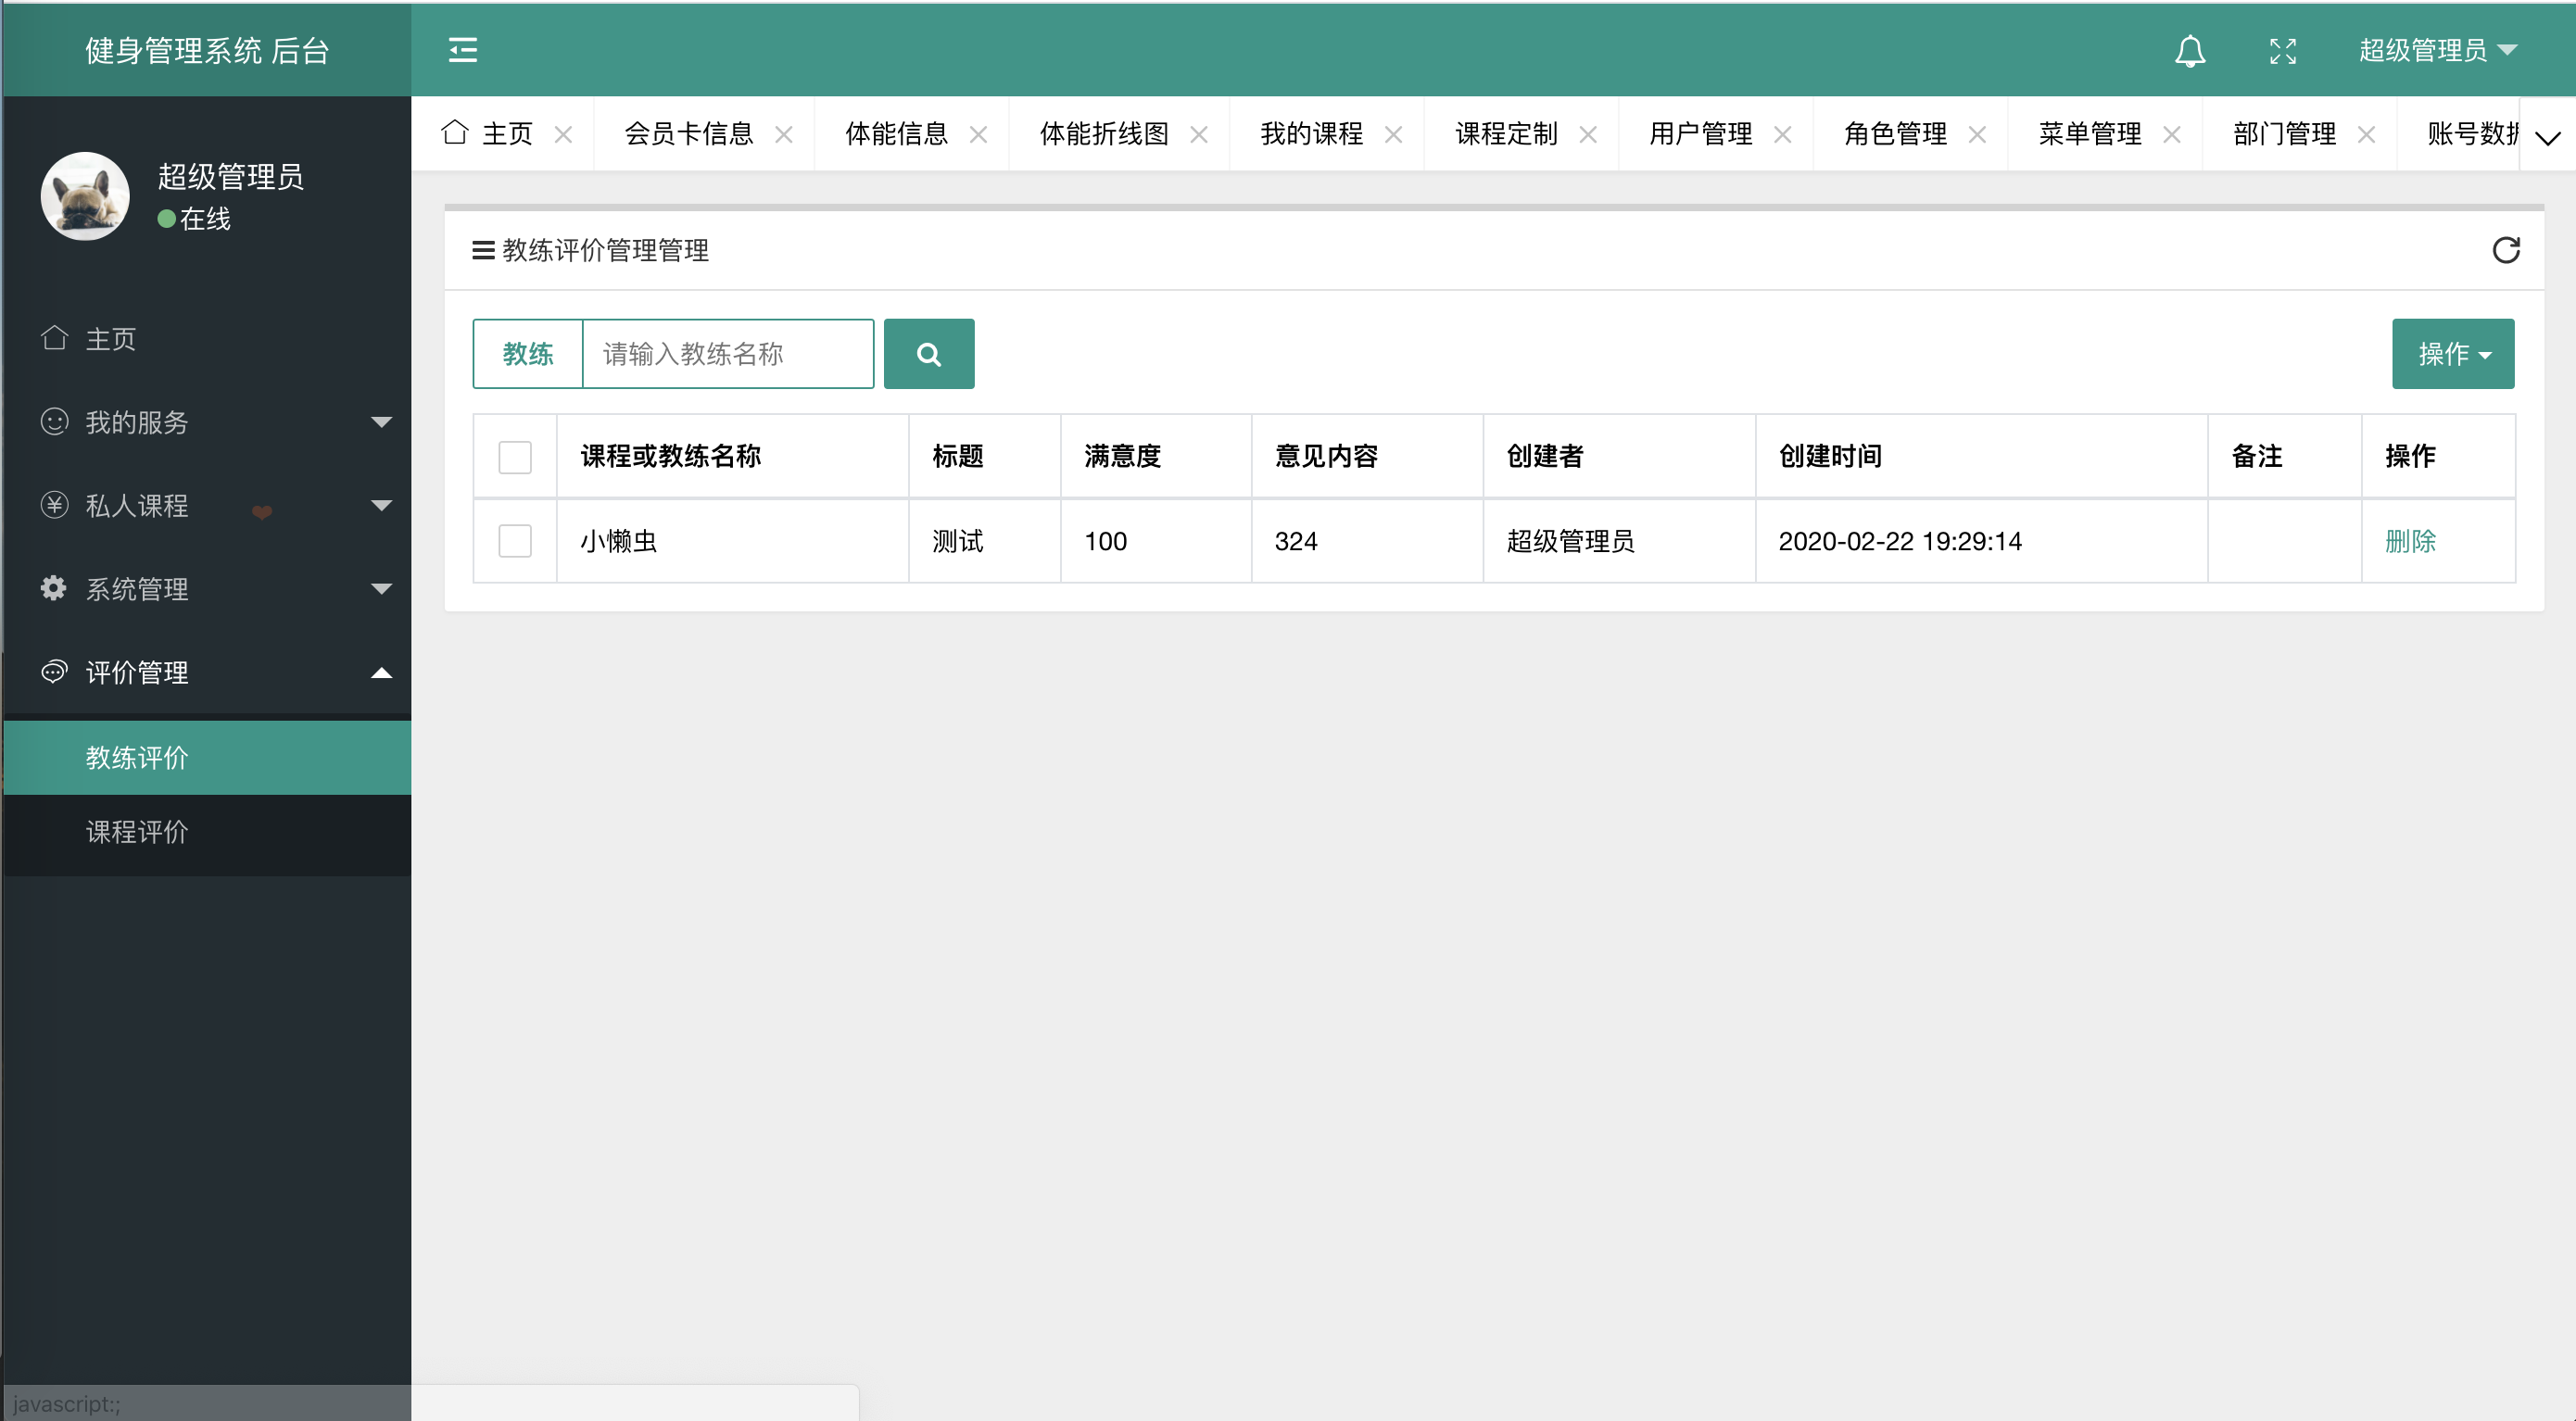 健身管理系统 后台
超级管理员
主页 会员卡信息 体能信息 体能折线图 我的课程 课程定制 用户管理 角色管理 菜单管理 部门管理 账号数
超级管理员
在线
主页
我的服务
私人课程
系统管理
评价管理
教练评价
课程评价
教练评价管理管理
教练 请输入教练名称
操作
课程或教练名称 标题 满意度 意见内容 创建者 创建时间 备注 操作
小懒虫 测试 100 324 超级管理员 2020-02-22 19:29:14 删除
javascript:;